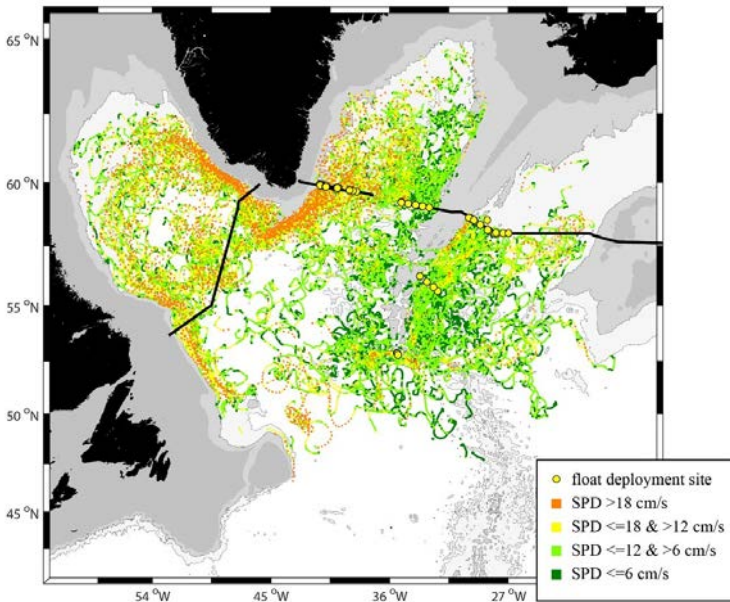 65°N
60°N
55°N
50°N
45°N
54°W
45°W
36°W
27°W
float deployment site
SPD >18 cm/s
SPD <=18 & >12 cm/s
SPD <=12 & >6 cm/s
SPD <=6 cm/s